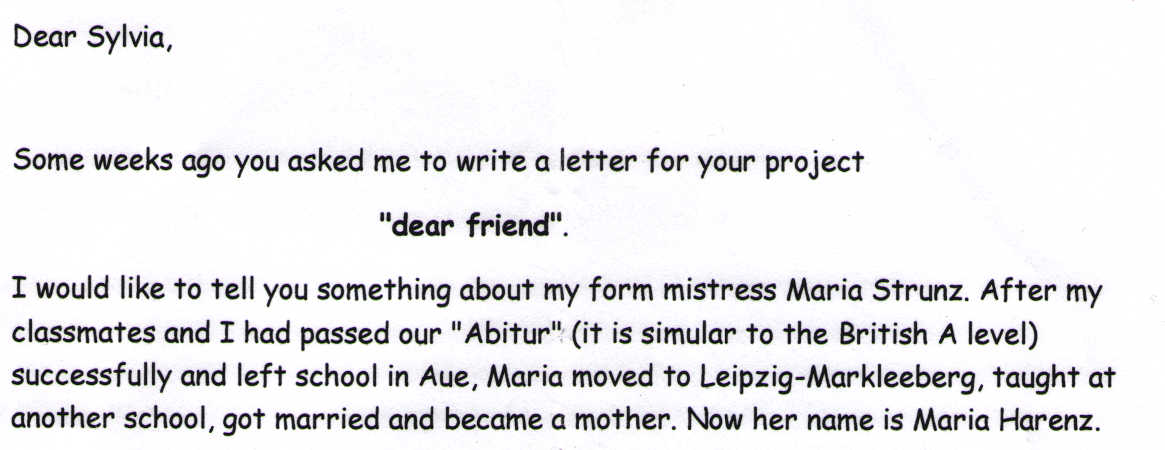 Dear Sylvia,
Some weeks ago you asked me to write a letter for your project
"dear friend".
I would like to tell you something about my form mistress Maria Strunz. After my
classmates and I had passed our "Abitur" (it is simular to the British A level)
successfully and left school in Aue, Maria moved to Leipzig-Markleeberg, taught at
another school, got married and became a mother. Now her name is Maria Harenz.